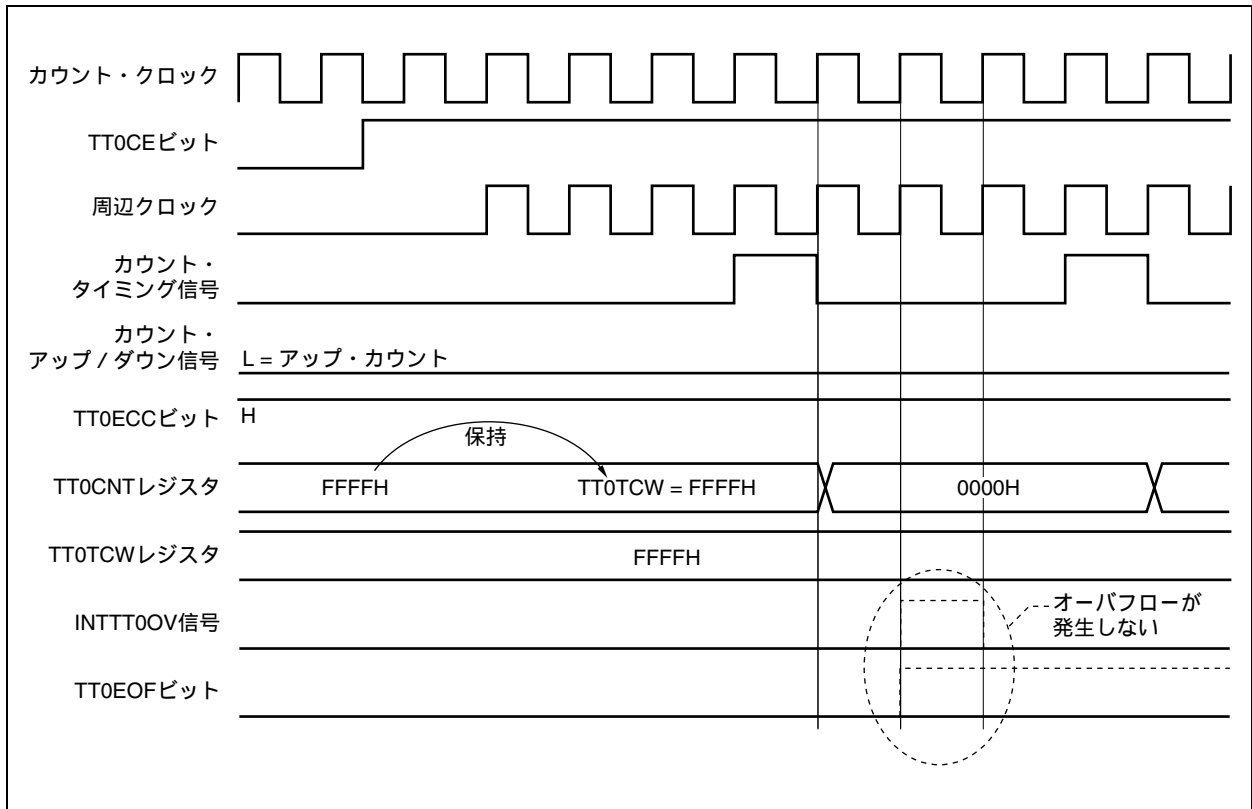 カウント・クロック
TT0CEビット
周辺クロック
カウント・
タイミング信号
カウント・
アップ / ダウン信号
L = アップ・カウント
TT0ECCビット
H
保持
TT0CNTレジスタ
FFFFH
TT0TCW = FFFFH
0000H
TT0TCWレジスタ
FFFFH
INTTT0OV信号
オーバフローが
発生しない
TT0EOFビット